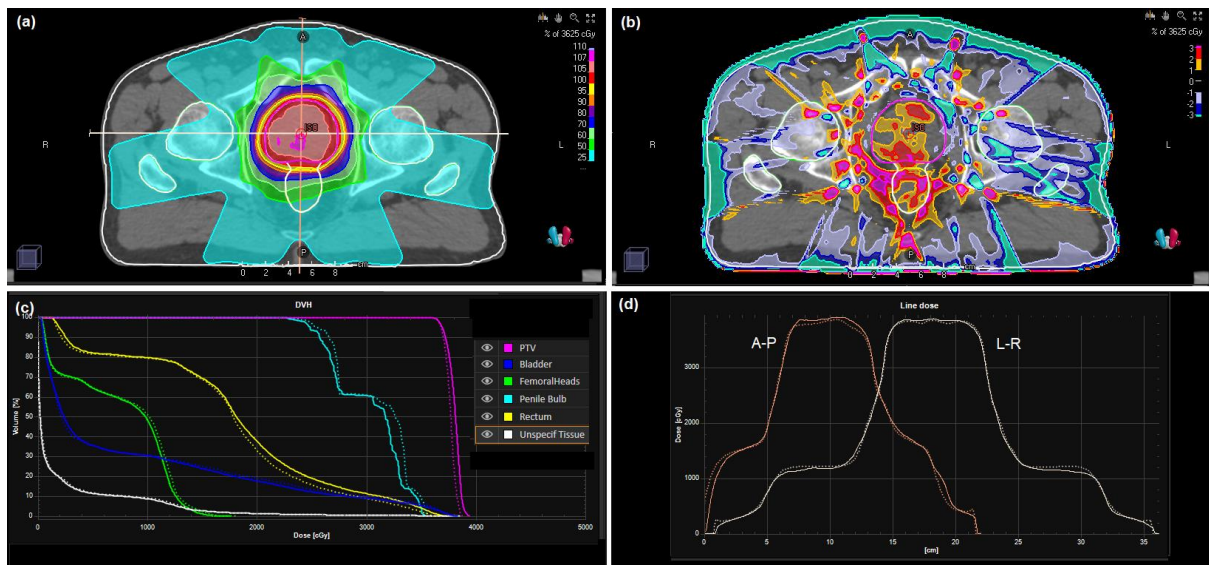 (a)
A
% of 3625 cGy
110
107
105
100
95
90
80
70
60
50
25
R
ISO
L
P
0 2 4 6 8 cm
(b)
A
% of 3625 cGy
3
2
1
0
-1
-2
-3
R
ISO
L
P
0 2 4 6 8 cm
(c)
DVH
Volume [%]
100
90
80
70
60
50
40
30
20
10
0
0 1000 2000 3000 4000 5000
Dose [cGy]
PTV
Bladder
FemoralHeads
Penile Bulb
Rectum
Unspecif Tissue
(d)
Line dose
A-P
L-R
Dose [cGy]
3000
2000
1000
0
0 5 10 15 20 25 30 35
[cm]